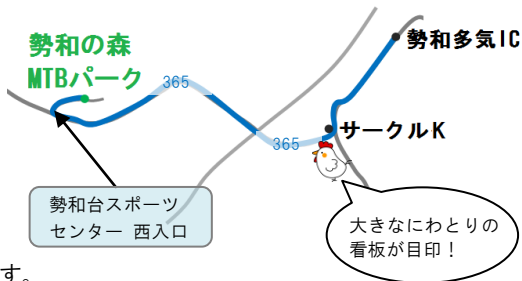 勢和の森
MTBパーク
365
勢和多気IC
サークルK
365
勢和台スポーツ
センター 西入口
大きなにわとりの
看板が目印！
す。